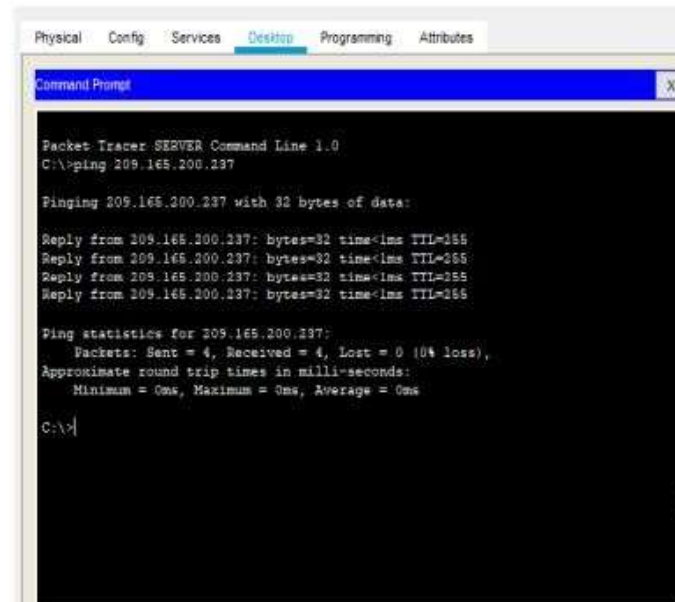 Physical Config Services Desktop Programming Attributes
Command Prompt X
Packet Tracer SERVER Command Line 1.0
C:\>ping 209.165.200.237
Pinging 209.165.200.237 with 32 bytes of data:
Reply from 209.165.200.237: bytes=32 time<1ms TTL=255
Reply from 209.165.200.237: bytes=32 time<1ms TTL=255
Reply from 209.165.200.237: bytes=32 time<1ms TTL=255
Reply from 209.165.200.237: bytes=32 time<1ms TTL=255
Ping statistics for 209.165.200.237:
Packets: Sent = 4, Received = 4, Lost = 0 (0% loss),
Approximate round trip times in milli-seconds:
Minimum = 0ms, Maximum = 0ms, Average = 0ms
C:\>